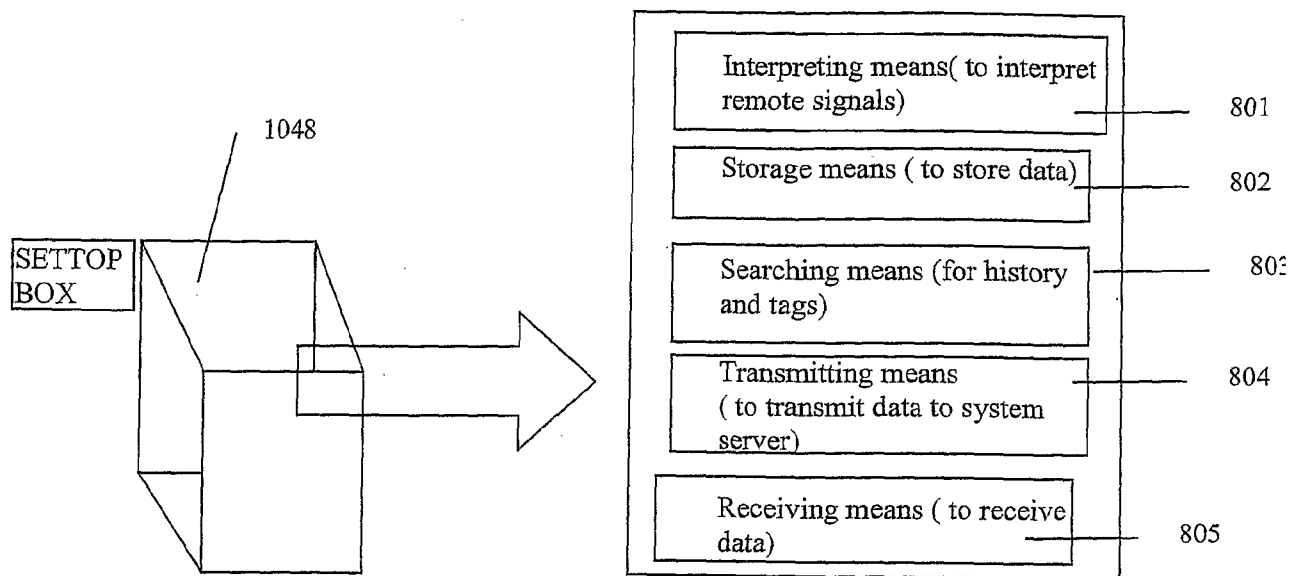 1048
SETTOP
BOX
Interpreting means( to interpret
remote signals)
801
Storage means ( to store data)
802
Searching means (for history
and tags)
803
Transmitting means
( to transmit data to system
server)
804
Receiving means ( to receive
data)
805